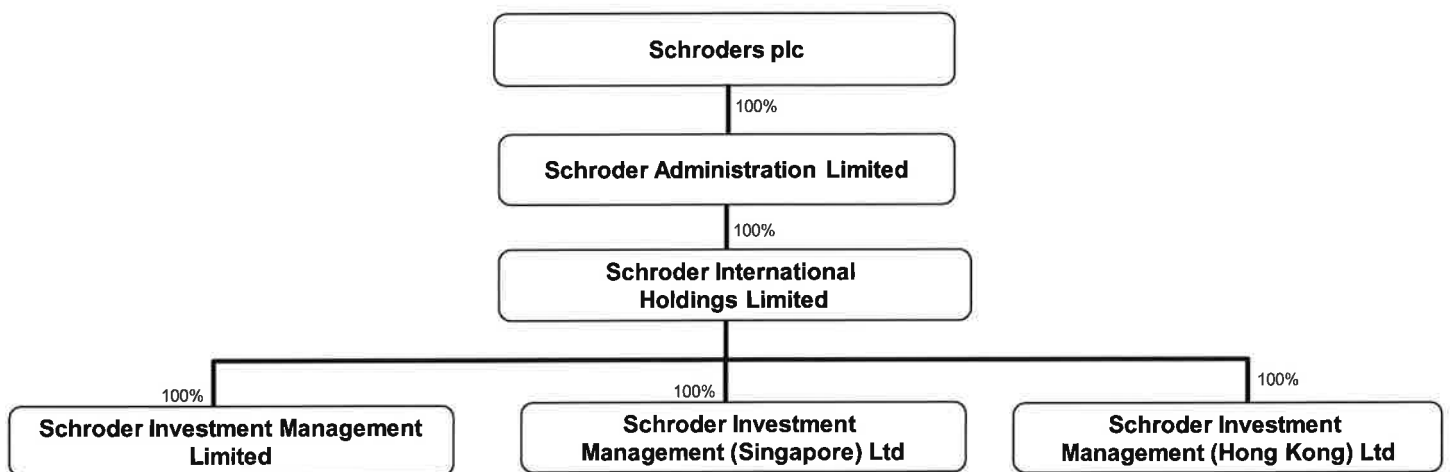 Schroders plc
100%
Schroder Administration Limited
100%
Schroder International
Holdings Limited
100%
Schroder Investment Management
Limited
100%
Schroder Investment
Management (Singapore) Ltd
100%
Schroder Investment
Management (Hong Kong) Ltd